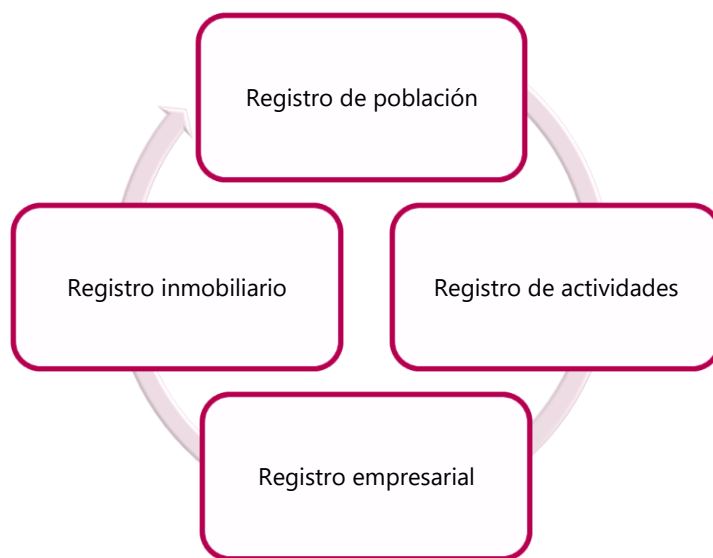 Registro de población
Registro inmobiliario
Registro de actividades
Registro empresarial